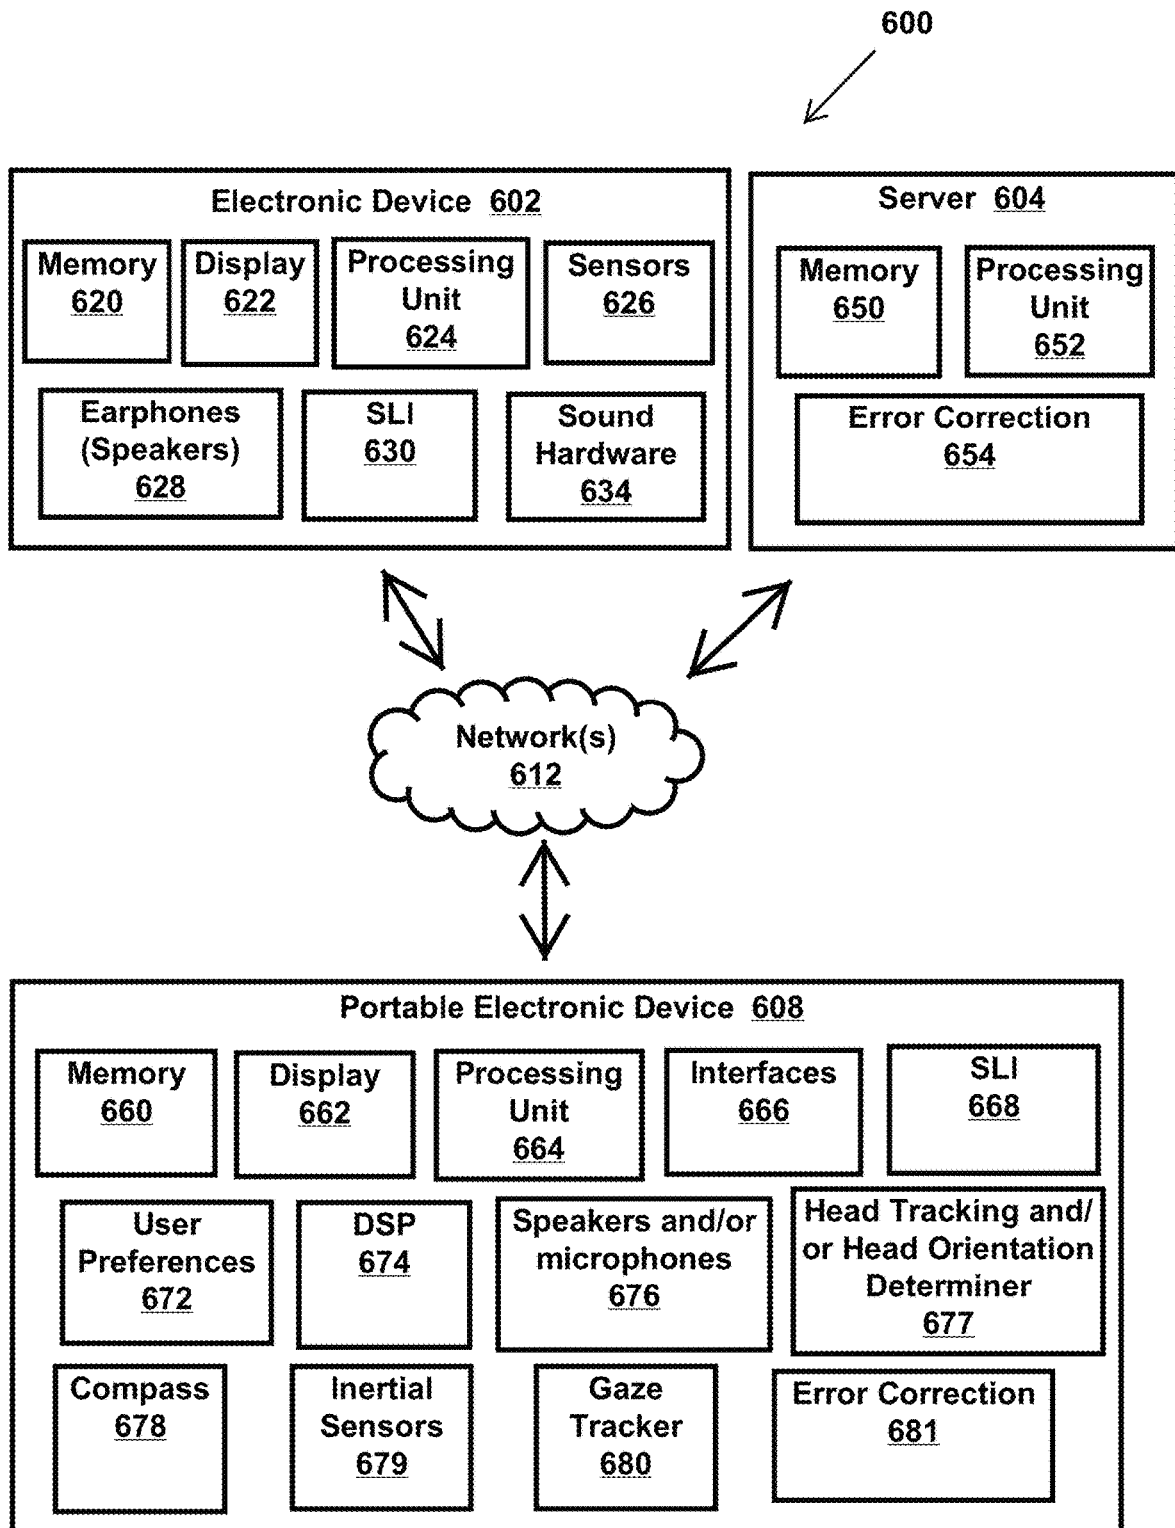 600
Electronic Device 602
Memory
620
Display
622
Processing
Unit
624
Sensors
626
Earphones
(Speakers)
628
SLI
630
Sound
Hardware
634
Server 604
Memory
650
Processing
Unit
652
Error Correction
654
Network(s)
612
Portable Electronic Device 608
Memory
660
Display
662
Processing
Unit
664
Interfaces
666
SLI
668
User
Preferences
672
DSP
674
Speakers and/or
microphones
676
Head Tracking and/
or Head Orientation
Determiner
677
Compass
678
Inertial
Sensors
679
Gaze
Tracker
680
Error Correction
681